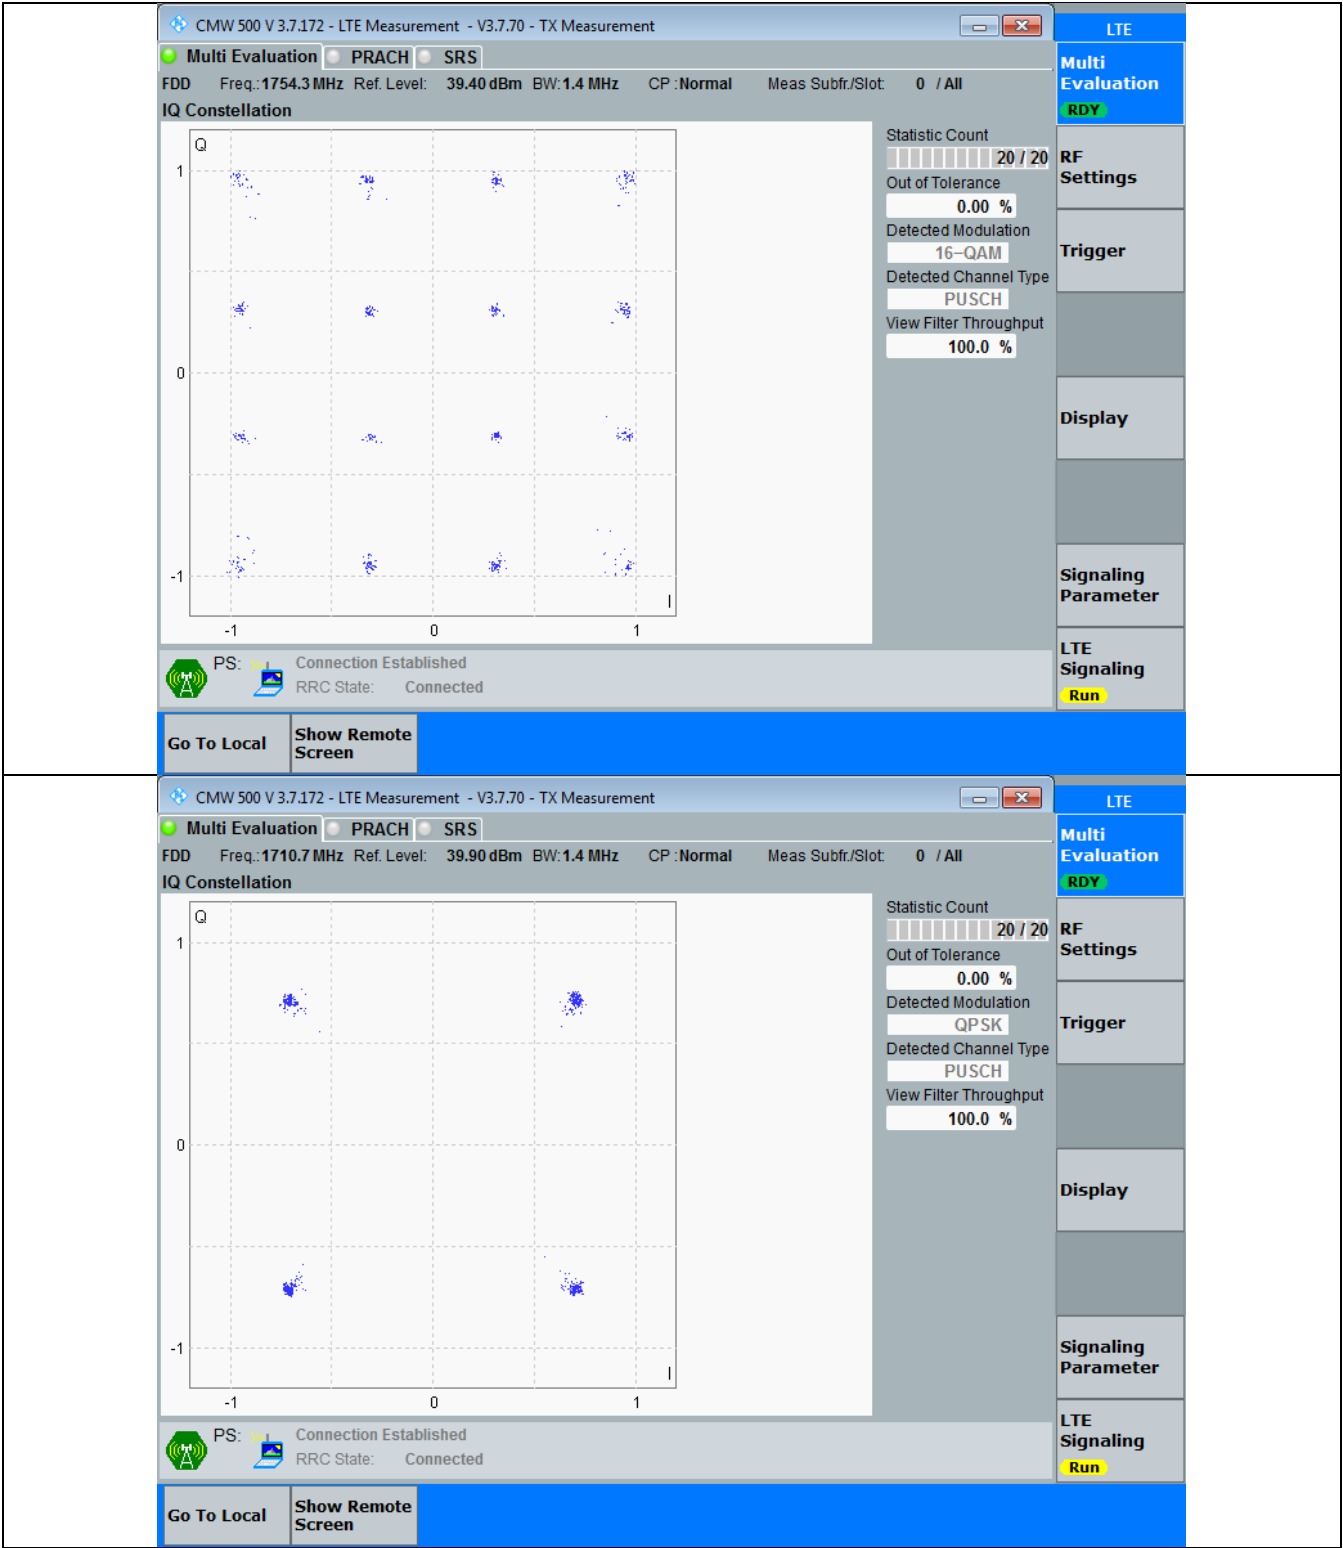 CMW 500 V 3.7.172 - LTE Measurement - V3.7.70 - TX Measurement
LTE
Multi Evaluation PRACH SRS
Multi
Evaluation
RDY
FDD Freq.: 1754.3 MHz Ref. Level: 39.40 dBm BW: 1.4 MHz CP : Normal Meas Subfr./Slot: 0 / All
IQ Constellation
Q
1
0
-1
I
-1 0 1
Statistic Count
20 / 20
Out of Tolerance
0.00 %
Detected Modulation
16-QAM
Detected Channel Type
PUSCH
View Filter Throughput
100.0 %
RF
Settings
Trigger
Display
Signaling
Parameter
LTE
Signaling
Run
PS: Connection Established
RRC State: Connected
Go To Local
Show Remote
Screen
CMW 500 V 3.7.172 - LTE Measurement - V3.7.70 - TX Measurement
LTE
Multi Evaluation PRACH SRS
Multi
Evaluation
RDY
FDD Freq.: 1710.7 MHz Ref. Level: 39.90 dBm BW: 1.4 MHz CP : Normal Meas Subfr./Slot: 0 / All
IQ Constellation
Q
1
0
-1
I
-1 0 1
Statistic Count
20 / 20
Out of Tolerance
0.00 %
Detected Modulation
QPSK
Detected Channel Type
PUSCH
View Filter Throughput
100.0 %
RF
Settings
Trigger
Display
Signaling
Parameter
LTE
Signaling
Run
PS: Connection Established
RRC State: Connected
Go To Local
Show Remote
Screen